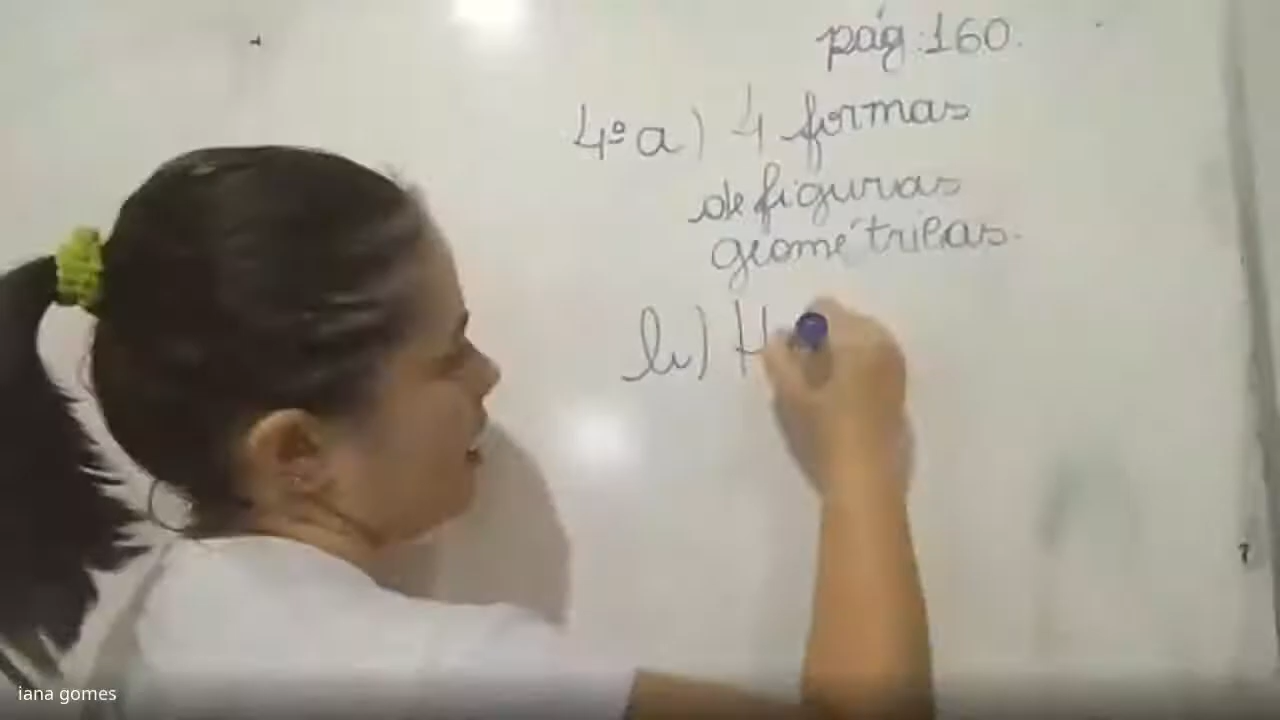 pág:160.
4º a) 4 formas
de figuras
geométricas.
b) H
iana gomes